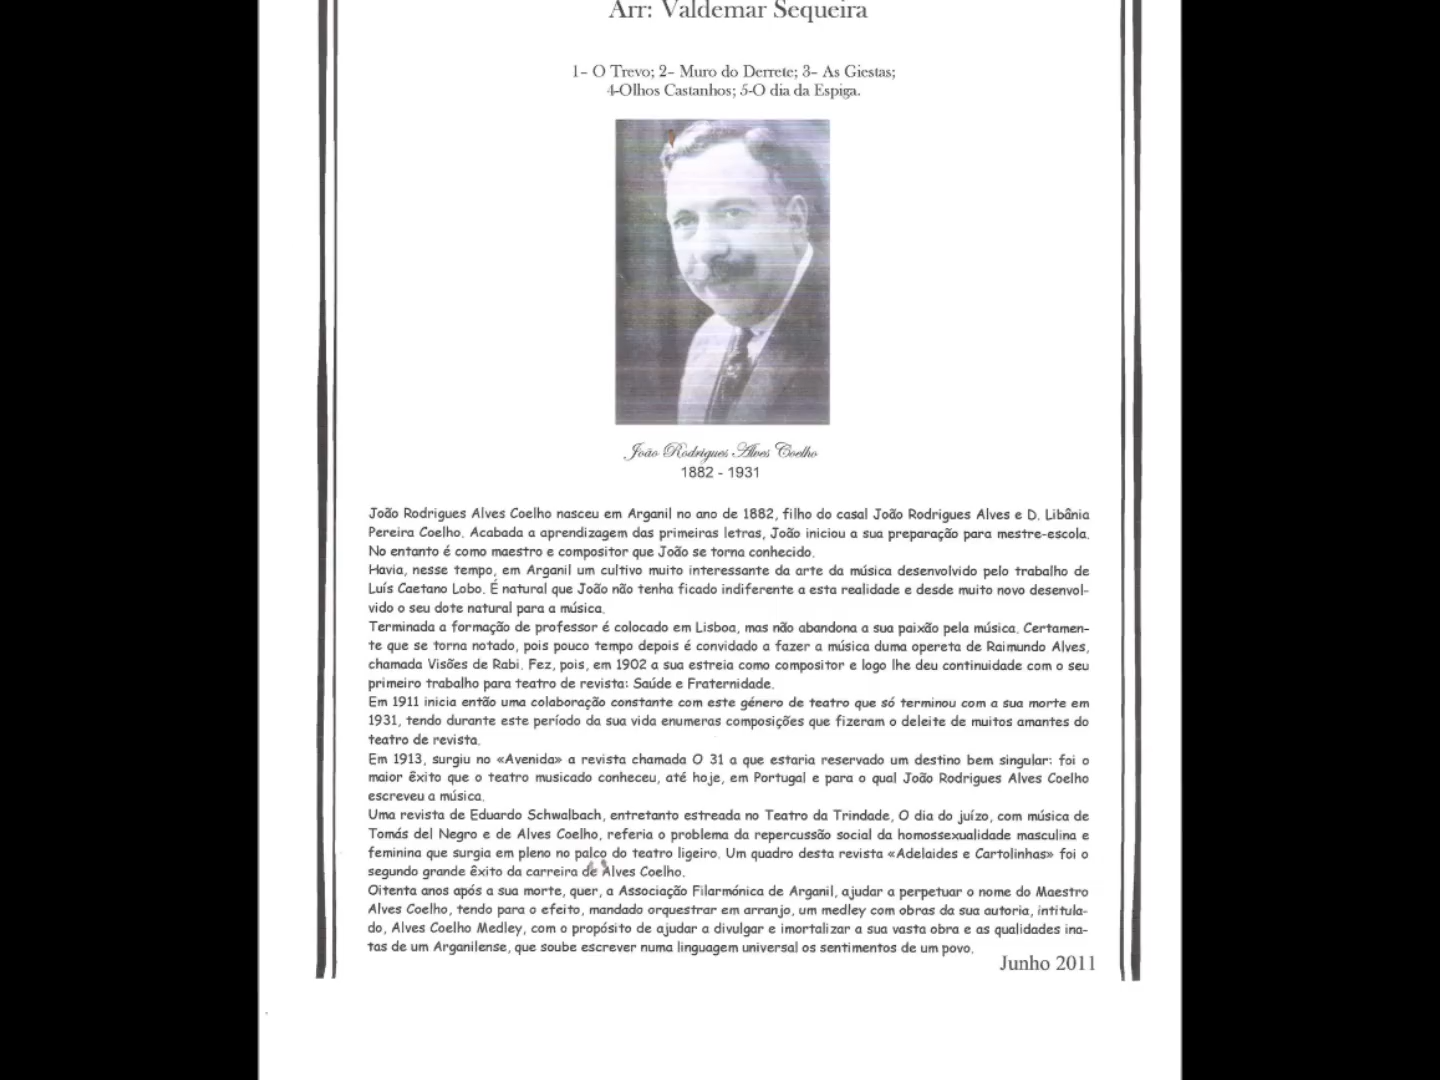 Arr: Valdemar Sequeira
1– O Trevo; 2– Muro do Derrete; 3– As Giestas;
4-Olhos Castanhos; 5-O dia da Espiga.
João Rodrigues Alves Coelho
1882 - 1931
João Rodrigues Alves Coelho nasceu em Arganil no ano de 1882, filho do casal João Rodrigues Alves e D. Libânia
Pereira Coelho. Acabada a aprendizagem das primeiras letras, João iniciou a sua preparação para mestre-escola.
No entanto é como maestro e compositor que João se torna conhecido.
Havia, nesse tempo, em Arganil um cultivo muito interessante da arte da música desenvolvido pelo trabalho de
Luís Caetano Lobo. É natural que João não tenha ficado indiferente a esta realidade e desde muito novo desenvol-
vido o seu dote natural para a música.
Terminada a formação de professor é colocado em Lisboa, mas não abandona a sua paixão pela música. Certamen-
te que se torna notado, pois pouco tempo depois é convidado a fazer a música duma opereta de Raimundo Alves,
chamada Visões de Rabi. Fez, pois, em 1902 a sua estreia como compositor e logo lhe deu continuidade com o seu
primeiro trabalho para teatro de revista: Saúde e Fraternidade.
Em 1911 inicia então uma colaboração constante com este género de teatro que só terminou com a sua morte em
1931, tendo durante este período da sua vida enumeras composições que fizeram o deleite de muitos amantes do
teatro de revista.
Em 1913, surgiu no «Avenida» a revista chamada O 31 a que estaria reservado um destino bem singular: foi o
maior êxito que o teatro musicado conheceu, até hoje, em Portugal e para o qual João Rodrigues Alves Coelho
escreveu a música.
Uma revista de Eduardo Schwalbach, entretanto estreada no Teatro da Trindade, O dia do juízo, com música de
Tomás del Negro e de Alves Coelho, referia o problema da repercussão social da homossexualidade masculina e
feminina que surgia em pleno no palco do teatro ligeiro. Um quadro desta revista «Adelaides e Cartolinhas» foi o
segundo grande êxito da carreira de Alves Coelho.
Oitenta anos após a sua morte, quer, a Associação Filarmónica de Arganil, ajudar a perpetuar o nome do Maestro
Alves Coelho, tendo para o efeito, mandado orquestrar em arranjo, um medley com obras da sua autoria, intitula-
do, Alves Coelho Medley, com o propósito de ajudar a divulgar e imortalizar a sua vasta obra e as qualidades ina-
tas de um Arganilense, que soube escrever numa linguagem universal os sentimentos de um povo.
Junho 2011